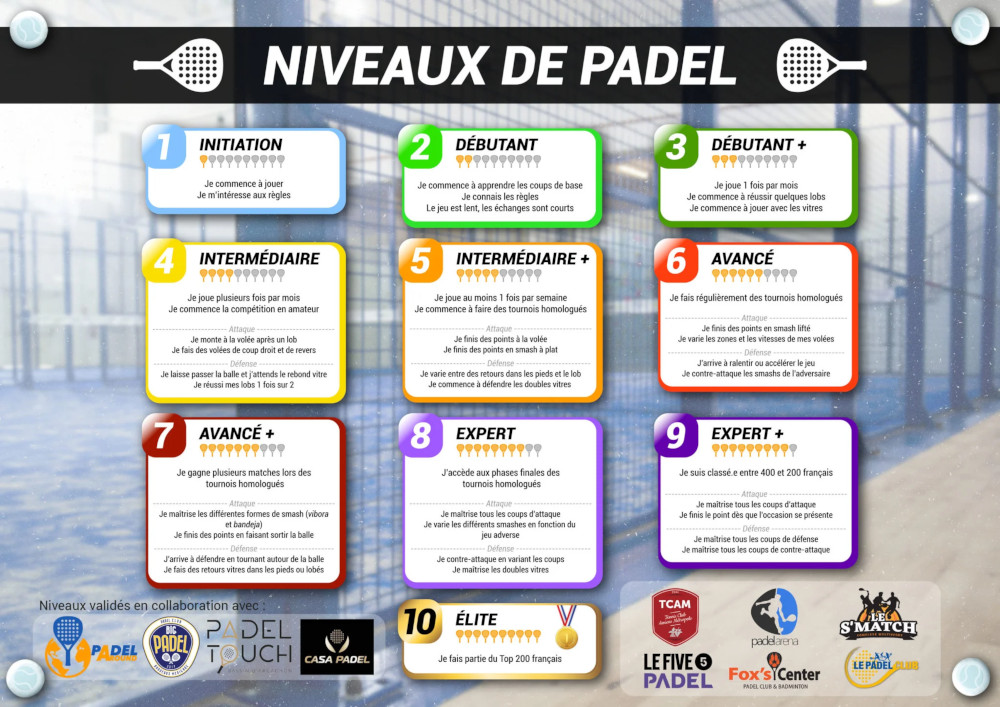 NIVEAUX DE PADEL
1
INITIATION
Je commence à jouer
Je m'intéresse aux règles
2
DÉBUTANT
Je commence à apprendre les coups de base
Je connais les règles
Le jeu est lent, les échanges sont courts
3
DÉBUTANT +
Je joue 1 fois par mois
Je commence à réussir quelques lobs
Je commence à jouer avec les vitres
4
INTERMÉDIAIRE
Je joue plusieurs fois par mois
Je commence la compétition en amateur
Attaque
Je monte à la volée après un lob
Je fais des volées de coup droit et de revers
Défense
Je laisse passer la balle et j'attends le rebond vitre
Je réussi mes lobs 1 fois sur 2
5
INTERMÉDIAIRE +
Je joue au moins 1 fois par semaine
Je commence à faire des tournois homologués
Attaque
Je finis des points à la volée
Je finis des points en smash à plat
Défense
Je varie entre des retours dans les pieds et le lob
Je commence à défendre les doubles vitres
6
AVANCÉ
Je fais régulièrement des tournois homologués
Attaque
Je finis des points en smash lifté
Je varie les zones et les vitesses de mes volées
Défense
J'arrive à ralentir ou accélérer le jeu
Je contre-attaque les smashs de l'adversaire
7
AVANCÉ +
Je gagne plusieurs matches lors des
tournois homologués
Attaque
Je maîtrise les différentes formes de smash (vibora
et bandeja)
Je finis des points en faisant sortir la balle
Défense
J'arrive à défendre en tournant autour de la balle
Je fais des retours vitres dans les pieds ou lobés
8
EXPERT
J'accède aux phases finales des
tournois homologués
Attaque
Je maîtrise tous les coups d'attaque
Je varie les différents smashes en fonction du
jeu adverse
Défense
Je contre-attaque en variant les coups
Je maîtrise les doubles vitres
9
EXPERT +
Je suis classé.e entre 400 et 200 français
Attaque
Je maîtrise tous les coups d'attaque
Je finis le point dès que l'occasion se présente
Défense
Je maîtrise tous les coups de défense
Je maîtrise tous les coups de contre-attaque
10
ÉLITE
Je fais partie du Top 200 français
Niveaux validés en collaboration avec :
PADEL
ROUND
BIG
PADEL
PADEL
TOUCH
CASA PADEL
TCAM
padelarena
LE
S'MATCH
LE FIVE 5
PADEL
Fox's Center
PADEL CLUB & BADMINTON
LE PADEL CLUB